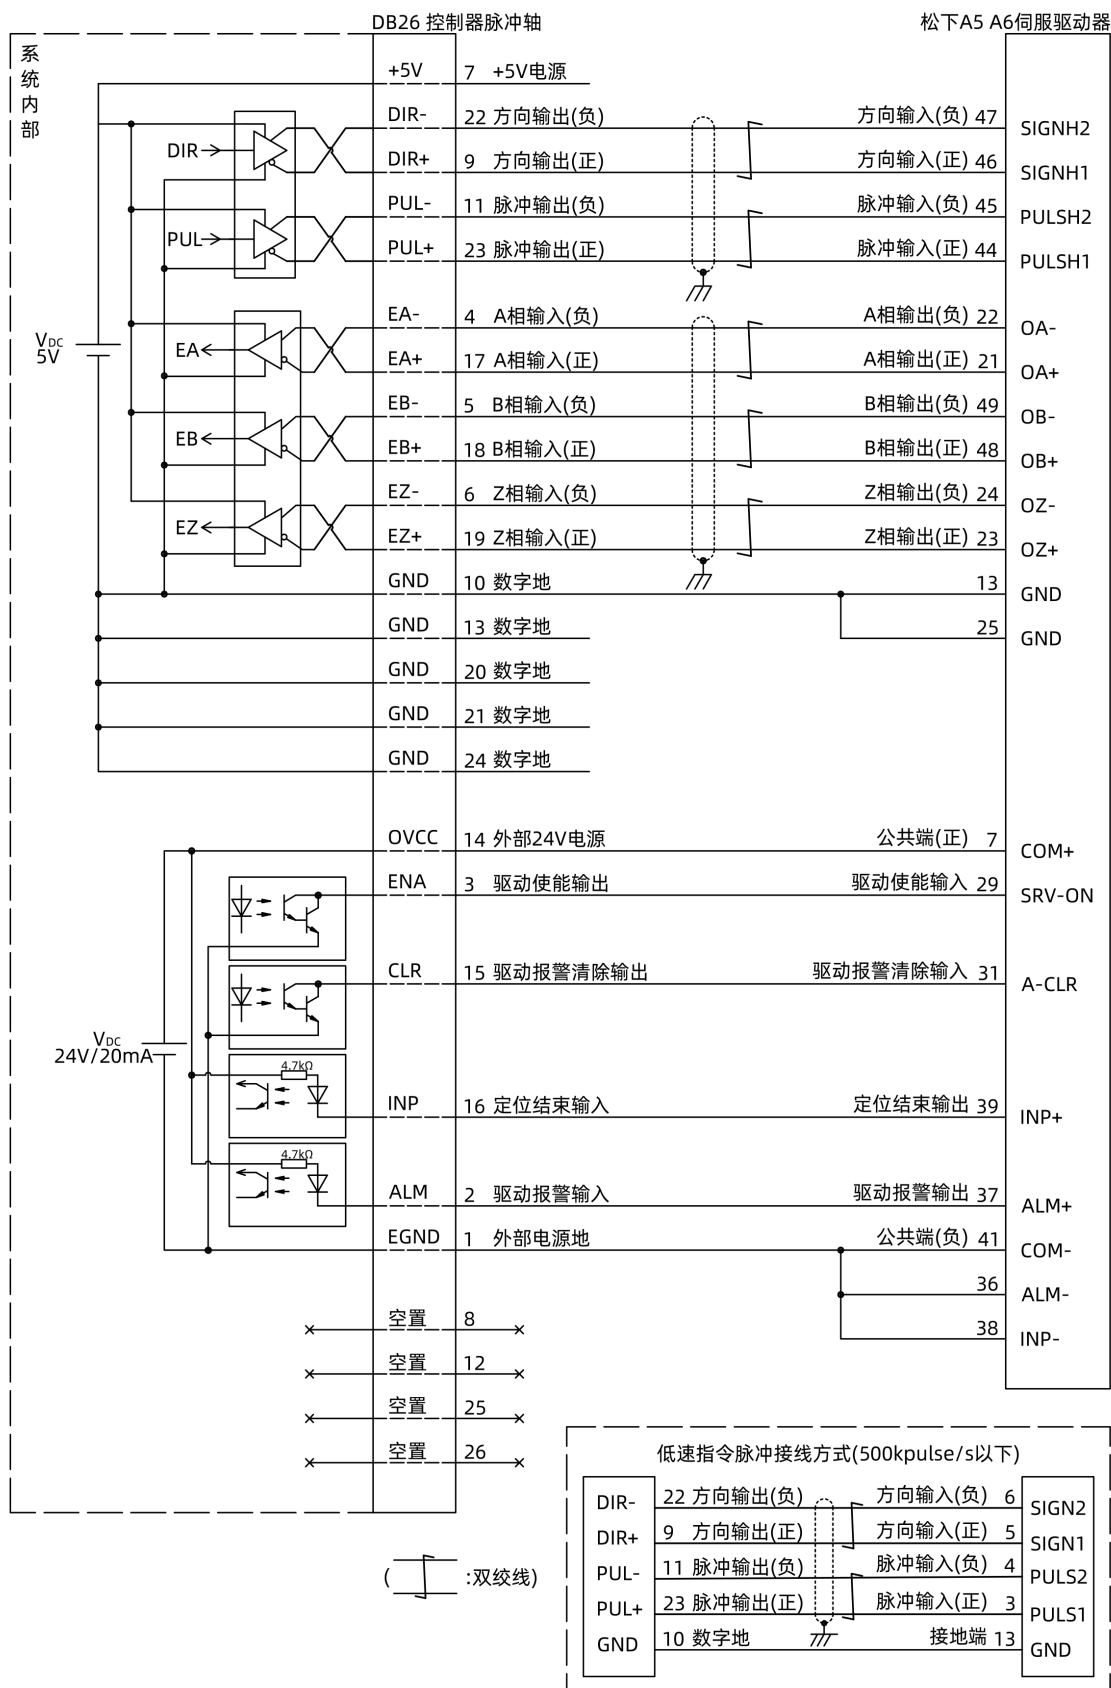 DB26 控制器脉冲轴 松下A5 A6伺服驱动器
系统内部
+5V 7 +5V电源
DIR- 22 方向输出(负) 方向输入(负) 47 SIGNH2
DIR
DIR+ 9 方向输出(正) 方向输入(正) 46 SIGNH1
PUL- 11 脉冲输出(负) 脉冲输入(负) 45 PULSH2
PUL
PUL+ 23 脉冲输出(正) 脉冲输入(正) 44 PULSH1
EA- 4 A相输入(负) A相输出(负) 22 OA-
VDC
5V
EA
EA+ 17 A相输入(正) A相输出(正) 21 OA+
EB- 5 B相输入(负) B相输出(负) 49 OB-
EB
EB+ 18 B相输入(正) B相输出(正) 48 OB+
EZ- 6 Z相输入(负) Z相输出(负) 24 OZ-
EZ
EZ+ 19 Z相输入(正) Z相输出(正) 23 OZ+
GND 10 数字地 13 GND
GND 13 数字地 25 GND
GND 20 数字地
GND 21 数字地
GND 24 数字地
OVCC 14 外部24V电源 公共端(正) 7 COM+
ENA 3 驱动使能输出 驱动使能输入 29 SRV-ON
CLR 15 驱动报警清除输出 驱动报警清除输入 31 A-CLR
VDC
24V/20mA
4.7kΩ
INP 16 定位结束输入 定位结束输出 39 INP+
4.7kΩ
ALM 2 驱动报警输入 驱动报警输出 37 ALM+
EGND 1 外部电源地 公共端(负) 41 COM-
36 ALM-
空置 8 38 INP-
空置 12
空置 25
空置 26
低速指令脉冲接线方式(500kpulse/s以下)
DIR- 22 方向输出(负) 方向输入(负) 6 SIGN2
DIR+ 9 方向输出(正) 方向输入(正) 5 SIGN1
PUL- 11 脉冲输出(负) 脉冲输入(负) 4 PULS2
PUL+ 23 脉冲输出(正) 脉冲输入(正) 3 PULS1
GND 10 数字地 接地端 13 GND
( :双绞线)